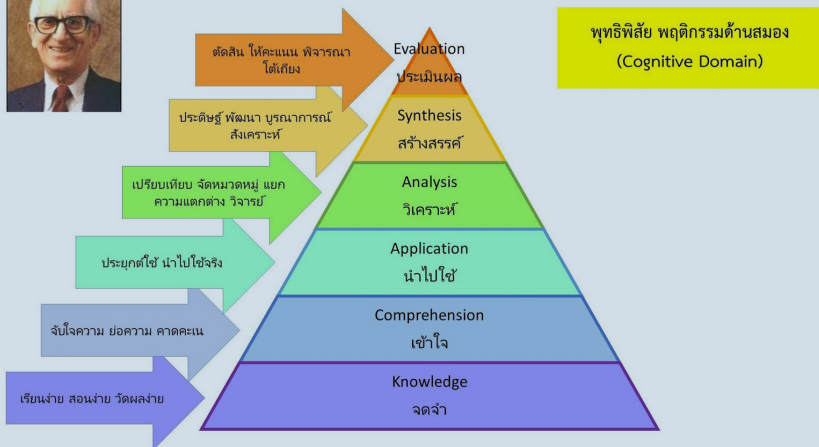 พุทธิพิสัย พฤติกรรมด้านสมอง
(Cognitive Domain)
ตัดสิน ให้คะแนน พิจารณา
โต้เถียง
Evaluation
ประเมินผล
ประดิษฐ์ พัฒนา บูรณาการณ์
สังเคราะห์
Synthesis
สร้างสรรค์
เปรียบเทียบ จัดหมวดหมู่ แยก
ความแตกต่าง วิจารย์
Analysis
วิเคราะห์
ประยุกต์ใช้ นำไปใช้จริง
Application
นำไปใช้
จับใจความ ย่อความ คาดคะเน
Comprehension
เข้าใจ
เรียนง่าย สอนง่าย วัดผลง่าย
Knowledge
จดจำ